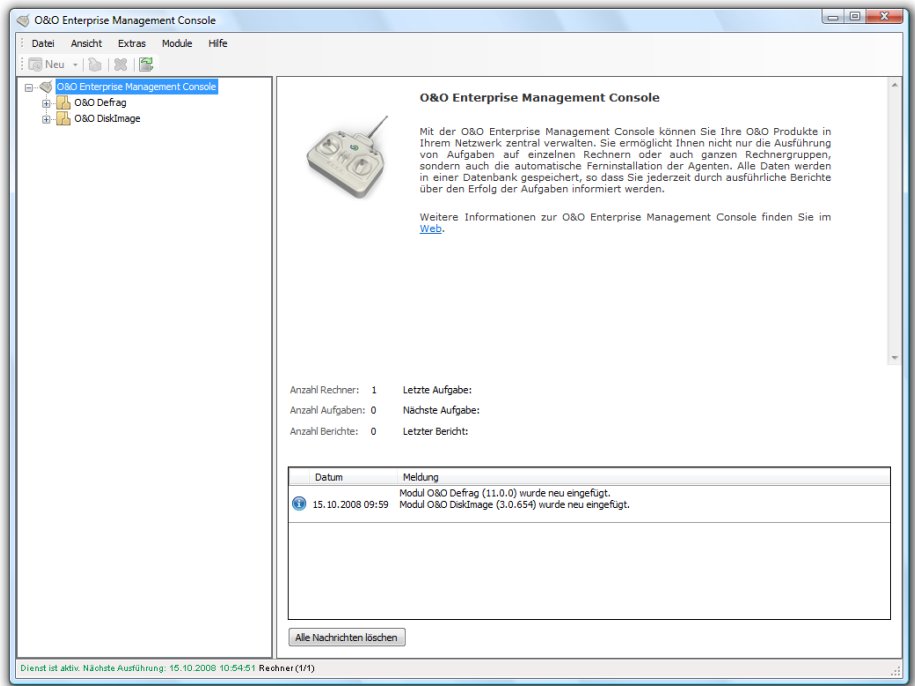 O&O Enterprise Management Console
Datei Ansicht Extras Module Hilfe
Neu
O&O Enterprise Management Console
O&O Defrag
O&O DiskImage
O&O Enterprise Management Console
Mit der O&O Enterprise Management Console können Sie Ihre O&O Produkte in
Ihrem Netzwerk zentral verwalten. Sie ermöglicht Ihnen nicht nur die Ausführung
von Aufgaben auf einzelnen Rechnern oder auch ganzen Rechnergruppen,
sondern auch die automatische Ferninstallation der Agenten. Alle Daten werden
in einer Datenbank gespeichert, so dass Sie jederzeit durch ausführliche Berichte
über den Erfolg der Aufgaben informiert werden.
Weitere Informationen zur O&O Enterprise Management Console finden Sie im
Web.
Anzahl Rechner: 1 Letzte Aufgabe:
Anzahl Aufgaben: 0 Nächste Aufgabe:
Anzahl Berichte: 0 Letzter Bericht:
Datum Meldung
Modul O&O Defrag (11.0.0) wurde neu eingefügt.
15.10.2008 09:59 Modul O&O DiskImage (3.0.654) wurde neu eingefügt.
Alle Nachrichten löschen
Dienst ist aktiv. Nächste Ausführung: 15.10.2008 10:54:51 Rechner (1/1)